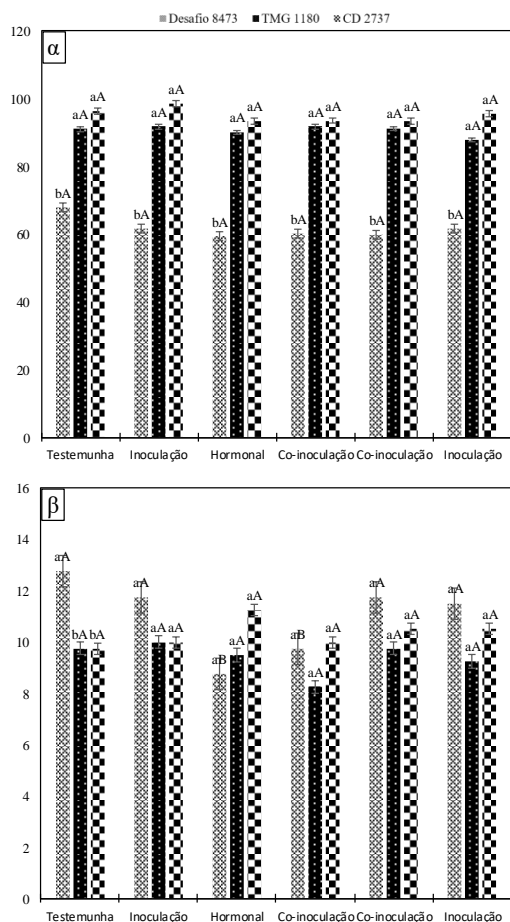 Desafio 8473 TMG 1180 CD 2737
120
α
100
80
60
40
20
0
aA aA aA aA aA aA aA aA aA aA aA aA
bA bA bA bA bA bA
Testemunha Inoculação Hormonal Co-inoculação Co-inoculação Inoculação
16
β
14
12
10
8
6
4
2
0
aA bA bA aA aA aA aB aA aA aB aA aA aA aA aA aA aA aA
Testemunha Inoculação Hormonal Co-inoculação Co-inoculação Inoculação